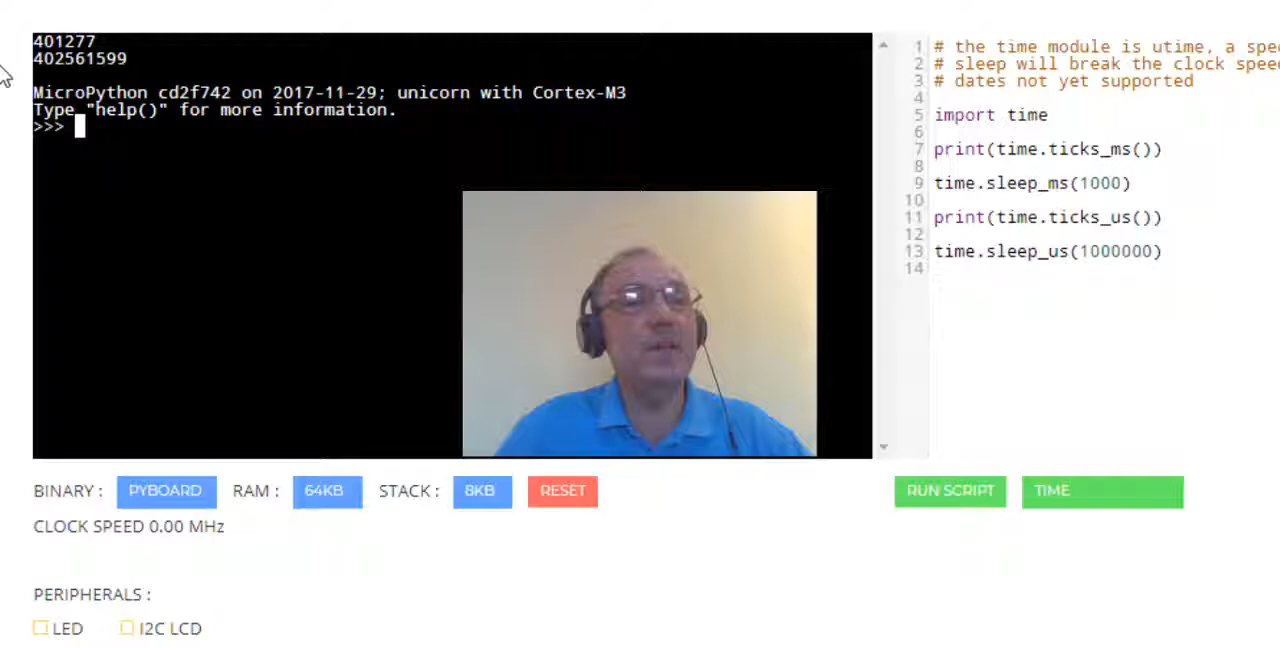 401277
402561599
MicroPython cd2f742 on 2017-11-29; unicorn with Cortex-M3
Type "help()" for more information.
>>>
1 # the time module is utime, a spe
2 # sleep will break the clock spee
3 # dates not yet supported
4
5 import time
6
7 print(time.ticks_ms())
8
9 time.sleep_ms(1000)
10
11 print(time.ticks_us())
12
13 time.sleep_us(1000000)
14
BINARY : PYBOARD RAM : 64KB STACK : 8KB RESET RUN SCRIPT TIME
CLOCK SPEED 0.00 MHz
PERIPHERALS :
LED I2C LCD